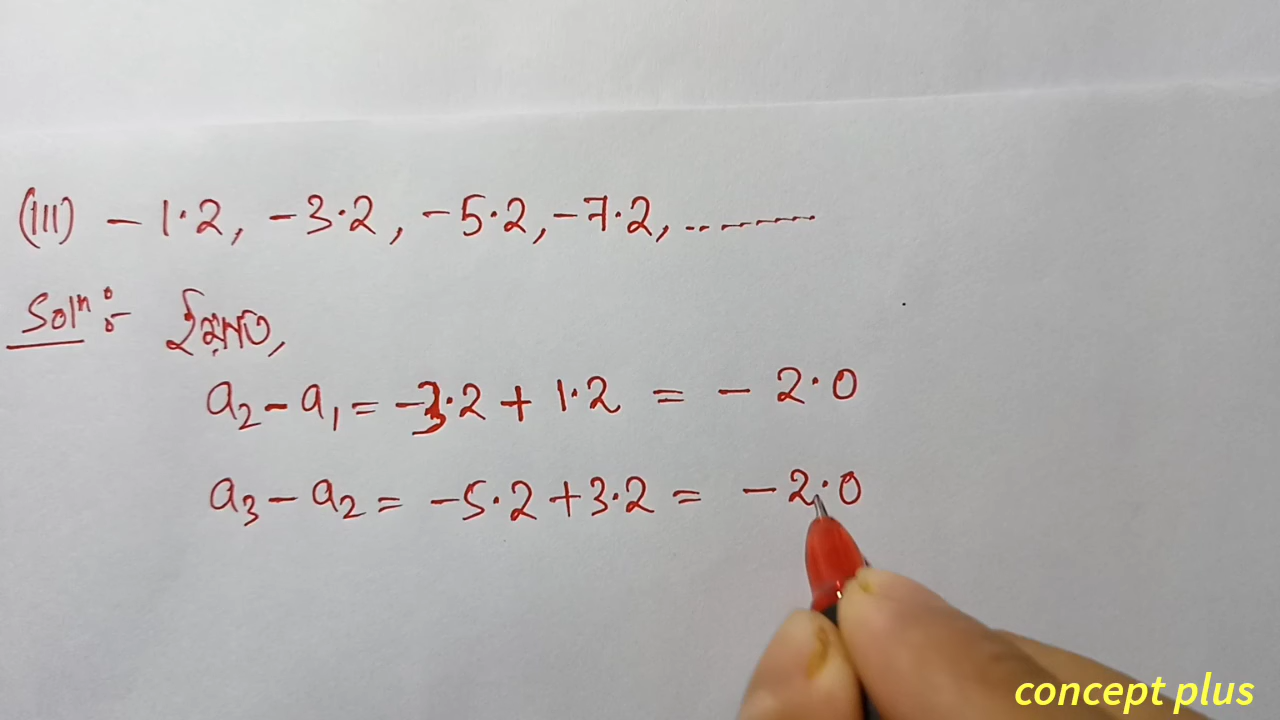 (III) - 1·2, -3·2, -5·2, -7·2, ........
Solⁿ :-
a₂ - a₁ = -3·2 + 1·2 = - 2·0
a₃ - a₂ = -5·2 + 3·2 = -2·0
concept plus